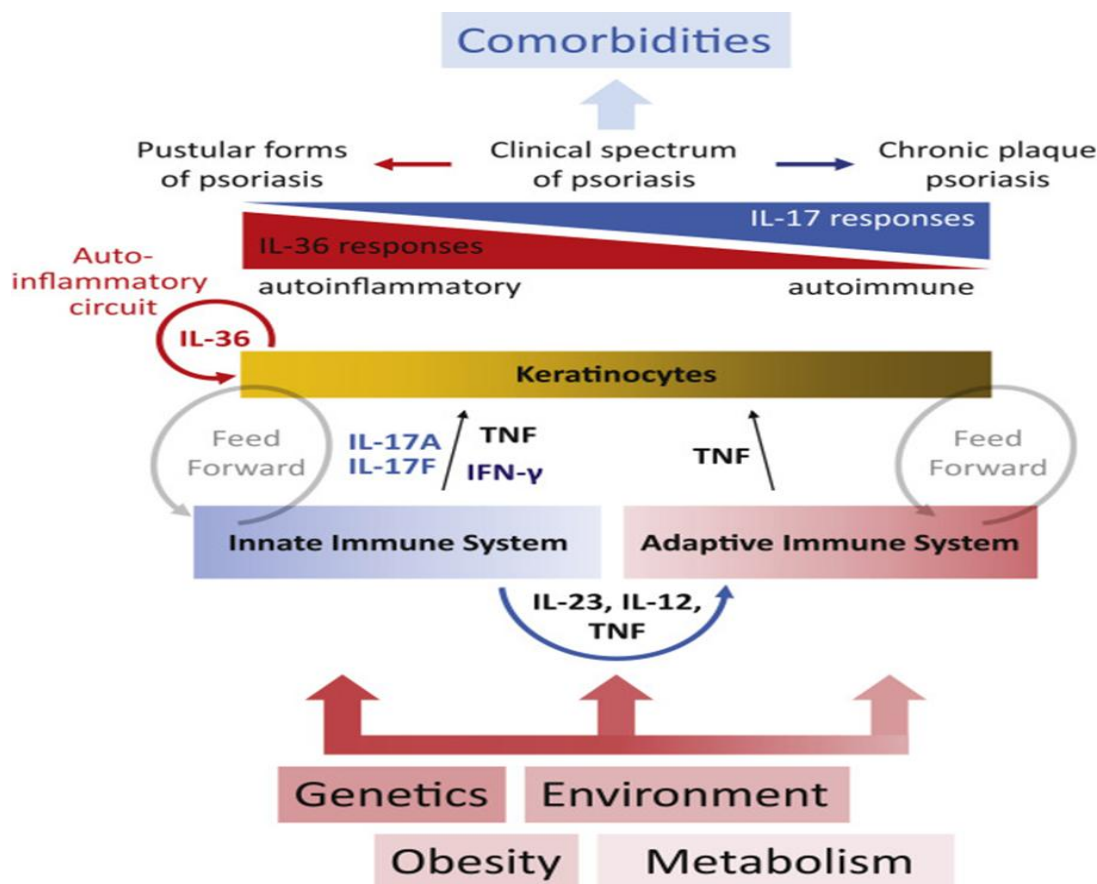 Comorbidities
Pustular forms
of psoriasis
Clinical spectrum
of psoriasis
Chronic plaque
psoriasis
IL-17 responses
IL-36 responses
autoinflammatory
autoimmune
Auto-
inflammatory
circuit
IL-36
Keratinocytes
Feed
Forward
IL-17A
IL-17F
TNF
IFN-γ
TNF
Feed
Forward
Innate Immune System
Adaptive Immune System
IL-23, IL-12,
TNF
Genetics
Environment
Obesity
Metabolism